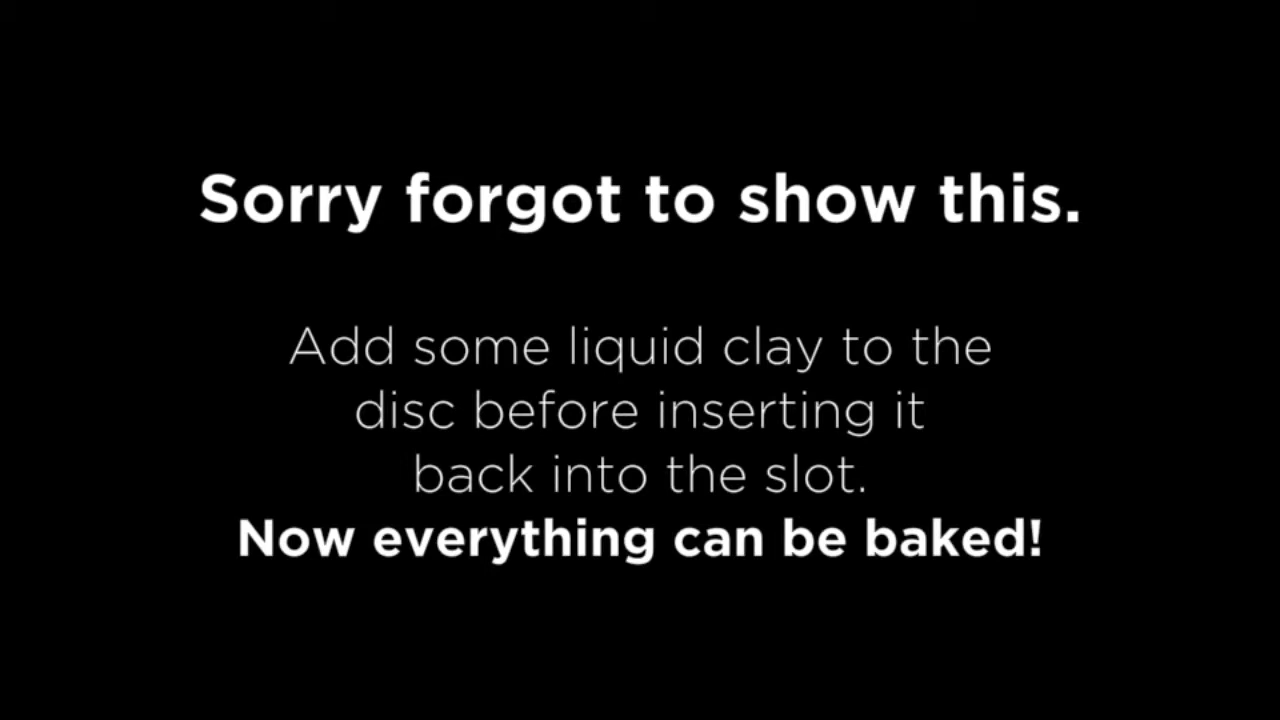 Sorry forgot to show this.
Add some liquid clay to the
disc before inserting it
back into the slot.
Now everything can be baked!